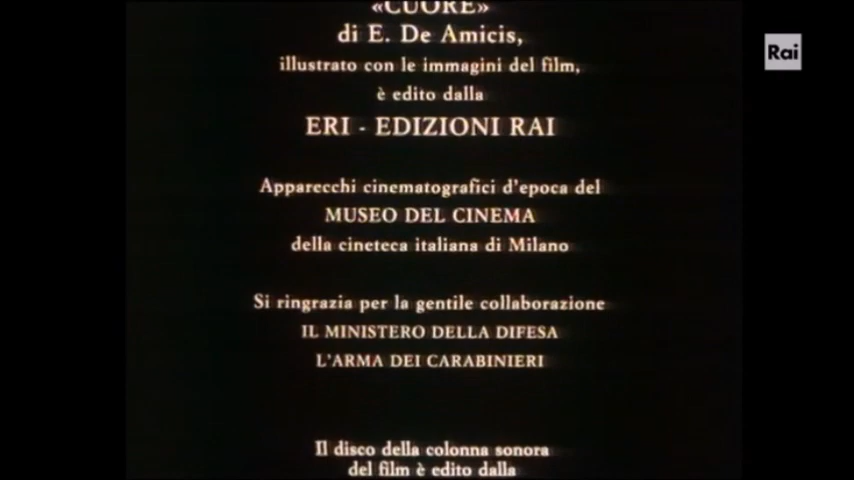 «CUORE»
di E. De Amicis,
illustrato con le immagini del film,
è edito dalla
ERI - EDIZIONI RAI
Apparecchi cinematografici d'epoca del
MUSEO DEL CINEMA
della cineteca italiana di Milano
Si ringrazia per la gentile collaborazione
IL MINISTERO DELLA DIFESA
L'ARMA DEI CARABINIERI
Il disco della colonna sonora
del film è edito dalla
Rai